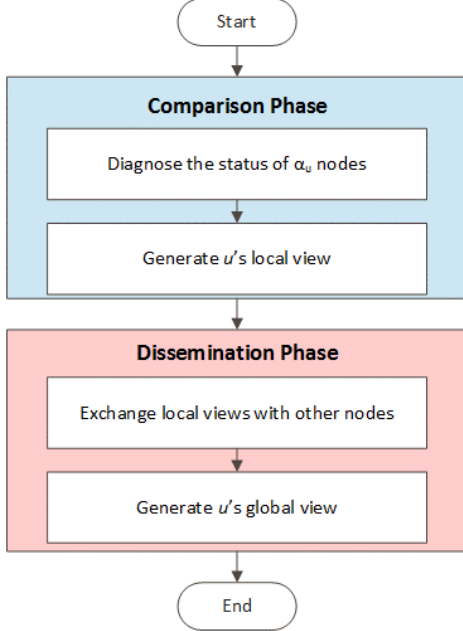 Start
Comparison Phase
Diagnose the status of αᵤ nodes
Generate u's local view
Dissemination Phase
Exchange local views with other nodes
Generate u's global view
End